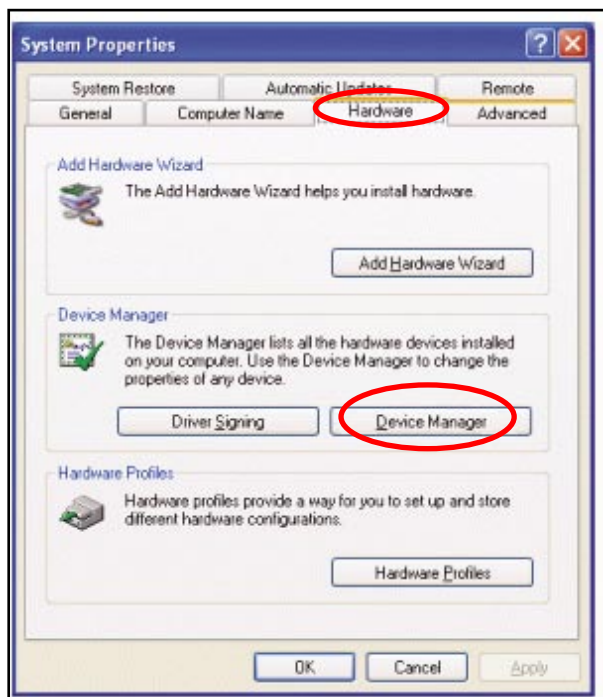 System Properties
System Restore Automatic Updates Remote
General Computer Name Hardware Advanced
Add Hardware Wizard
The Add Hardware Wizard helps you install hardware.
Add Hardware Wizard
Device Manager
The Device Manager lists all the hardware devices installed
on your computer. Use the Device Manager to change the
properties of any device.
Driver Signing Device Manager
Hardware Profiles
Hardware profiles provide a way for you to set up and store
different hardware configurations.
Hardware Profiles
OK Cancel Apply